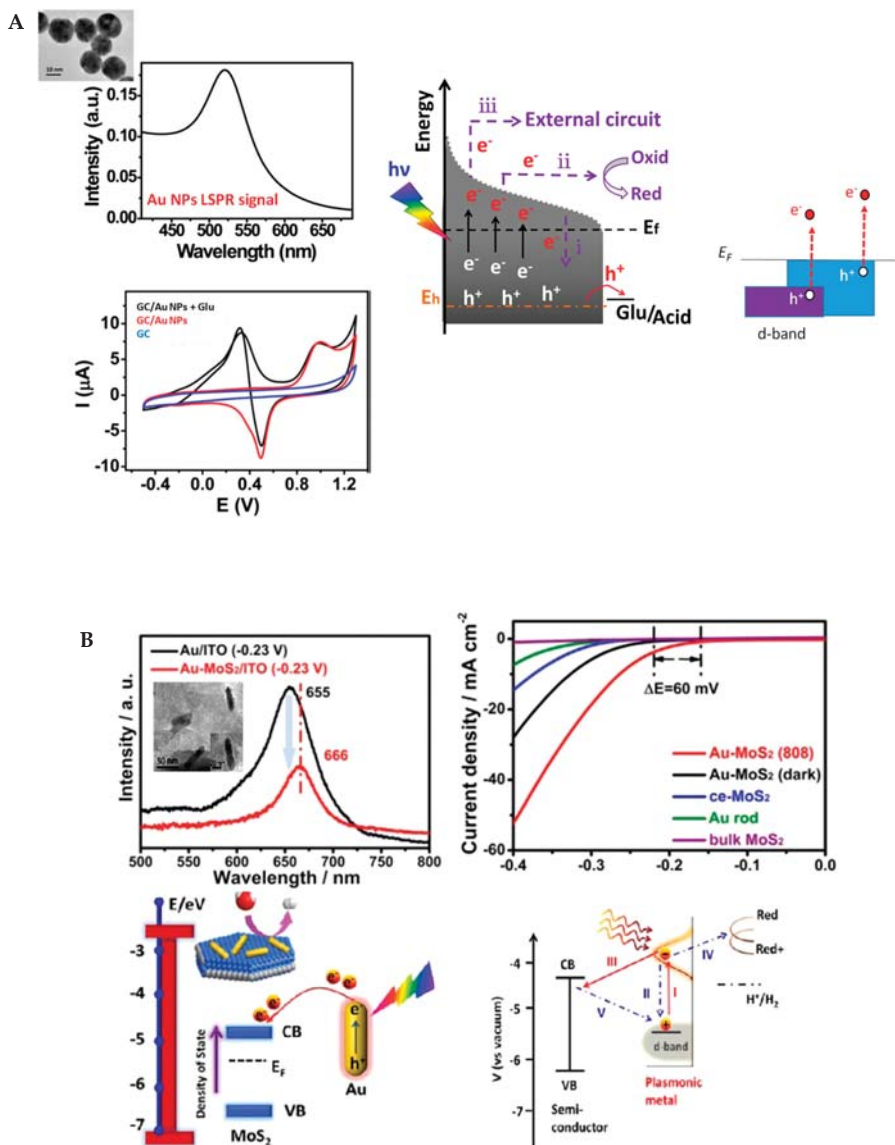 A
10 nm
Intensity (a.u.)
0.15
0.10
0.05
0.00
Au NPs LSPR signal
450 500 550 600 650
Wavelength (nm)
GC/Au NPs + Glu
GC/Au NPs
GC
I (μA)
10
5
0
-5
-10
-0.4 0.0 0.4 0.8 1.2
E (V)
Energy
iii
External circuit
e-
hν
e-
ii
Oxid
Red
e- e- e-
Ef
e-
i
e- e- e-
h+
h+ h+ h+
Eh
Glu/Acid
e-
e-
EF
h+
h+
d-band
B
Au/ITO (-0.23 V)
Au-MoS2/ITO (-0.23 V)
655
666
50 nm
Intensity / a. u.
500 550 600 650 700 750 800
Wavelength / nm
Current density / mA cm-2
0
-20
-40
-60
ΔE=60 mV
Au-MoS2 (808)
Au-MoS2 (dark)
ce-MoS2
Au rod
bulk MoS2
-0.4 -0.3 -0.2 -0.1 0.0
E/eV
-3
-4
-5
-6
-7
Density of State
CB
EF
VB
MoS2
e-
h+
Au
V (vs vacuum)
-4
-5
-6
-7
CB
VB
Semi-
conductor
III
IV
II
I
V
d-band
Plasmonic
metal
Red
Red+
H+/H2